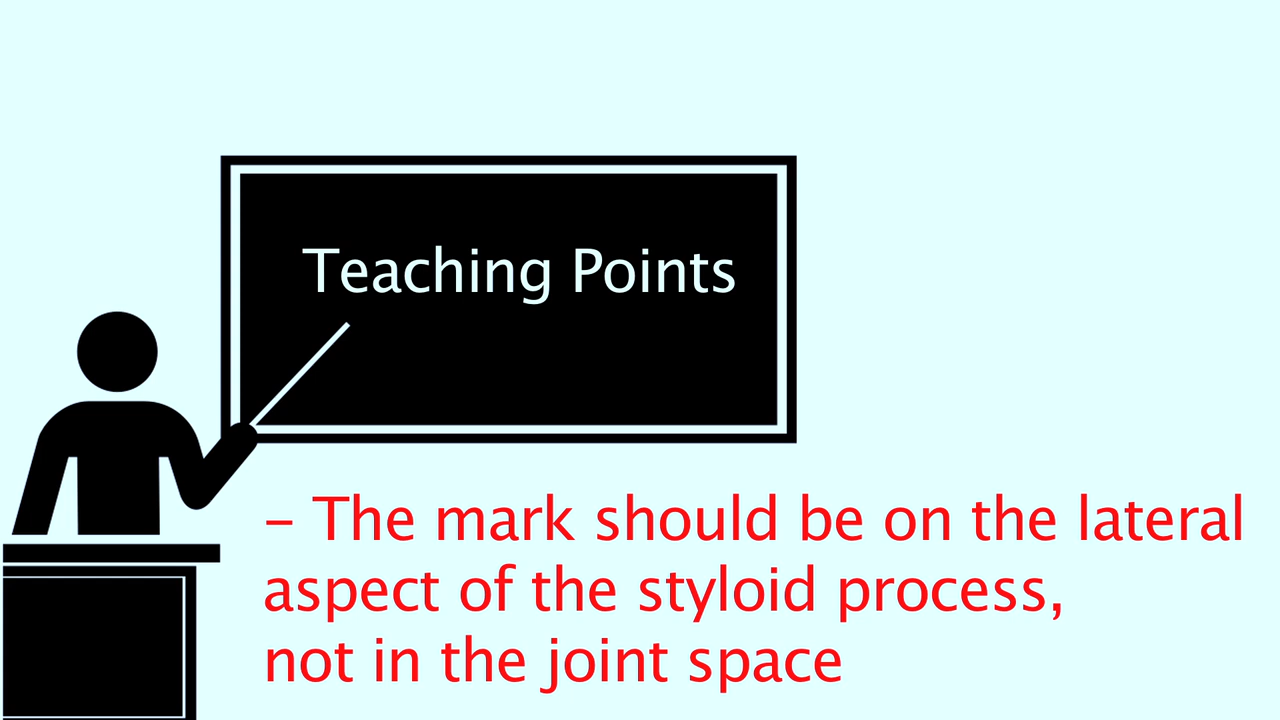 Teaching Points
– The mark should be on the lateral
aspect of the styloid process,
not in the joint space